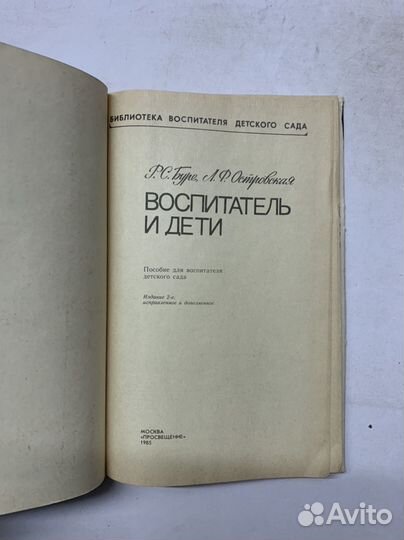 БИБЛИОТЕКА ВОСПИТАТЕЛЯ ДЕТСКОГО САДА
Р.С.Буре, Л.Ф.Островская
ВОСПИТАТЕЛЬ
И ДЕТИ
Пособие для воспитателя
детского сада
Издание 2-е,
исправленное и дополненное
МОСКВА
«ПРОСВЕЩЕНИЕ»
1985
Avito